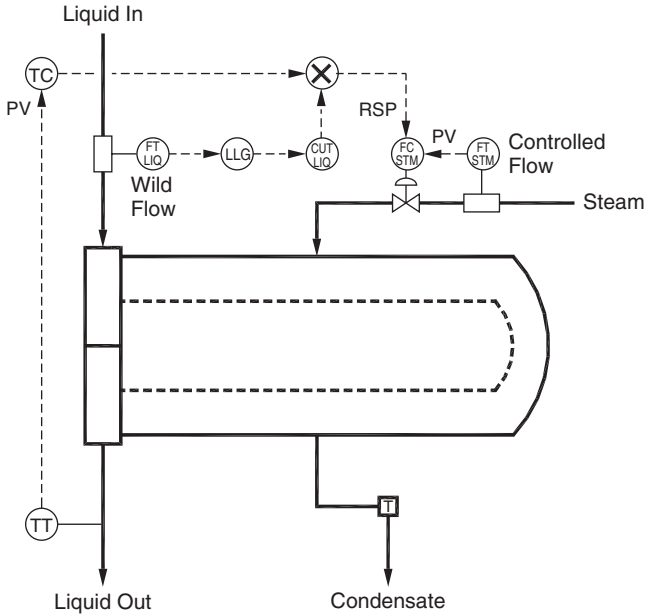 Liquid In
TC
PV
RSP
FT
LIQ
LLG
CUT
LIQ
FC
STM
PV
FT
STM
Controlled
Flow
Wild
Flow
Steam
T
TT
Liquid Out
Condensate